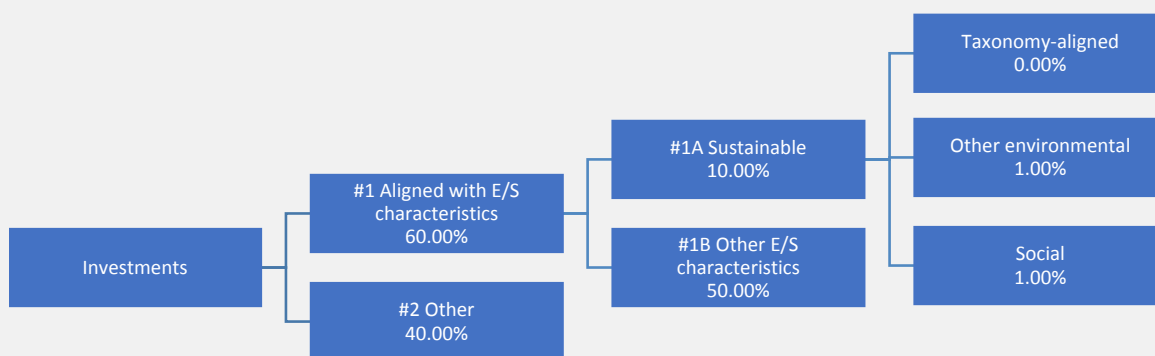 Investments
#1 Aligned with E/S
characteristics
60.00%
#2 Other
40.00%
#1A Sustainable
10.00%
#1B Other E/S
characteristics
50.00%
Taxonomy-aligned
0.00%
Other environmental
1.00%
Social
1.00%